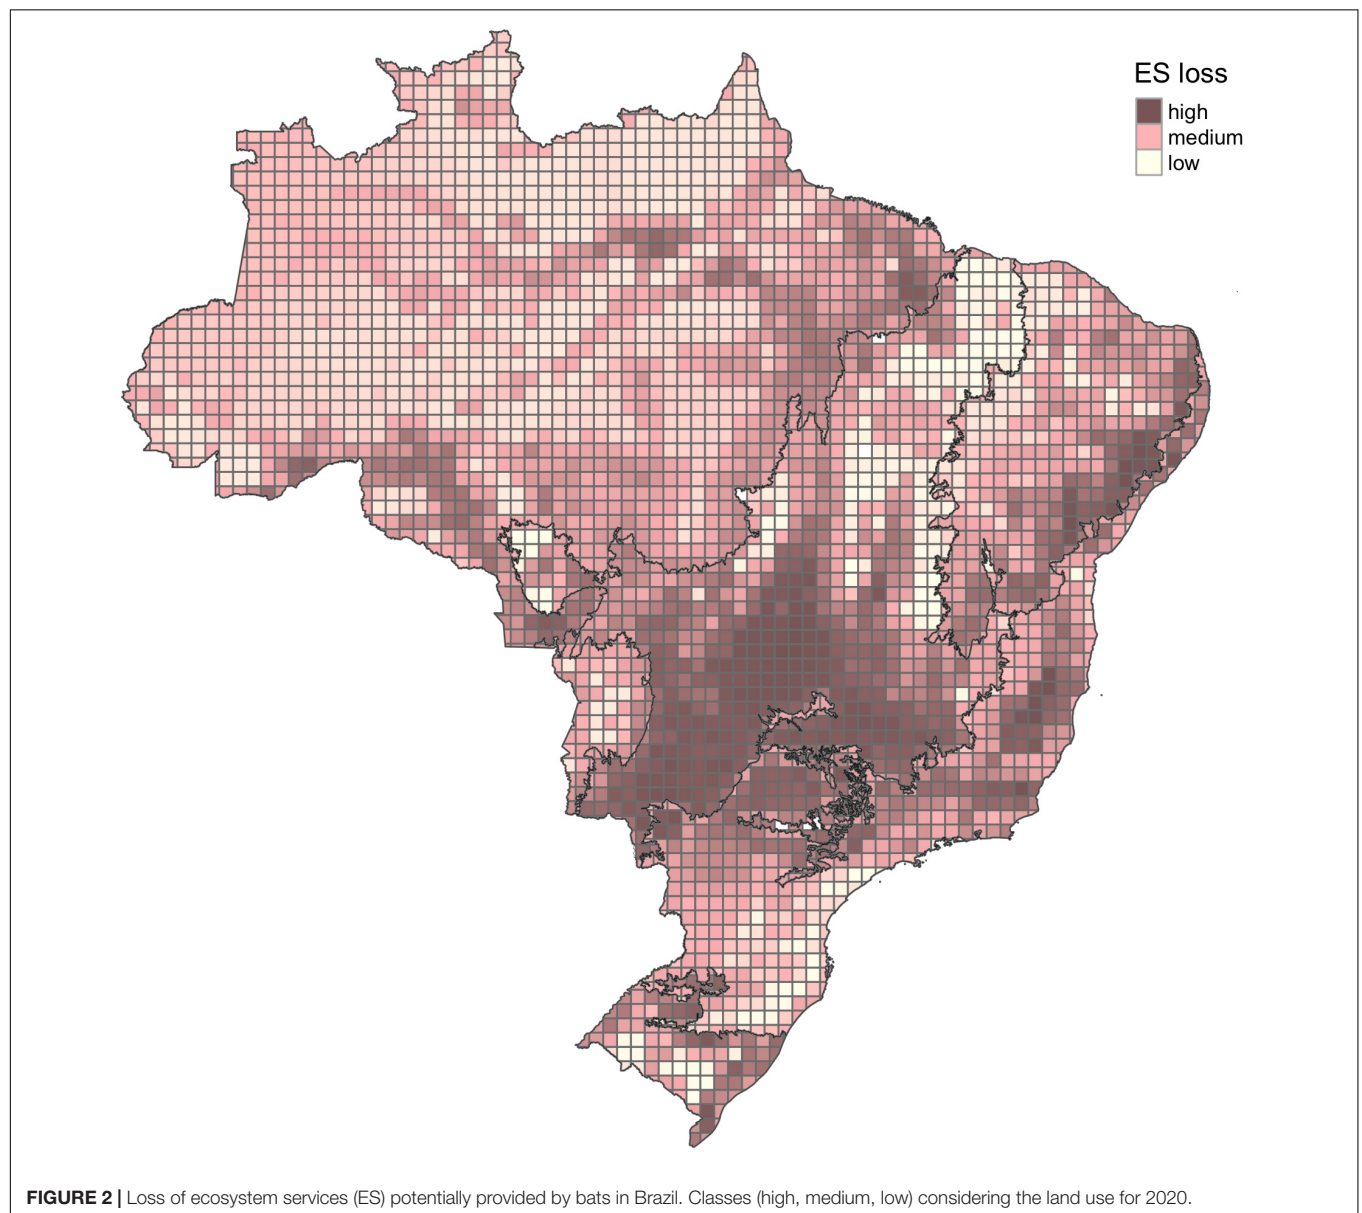 ES loss
high
medium
low
FIGURE 2 | Loss of ecosystem services (ES) potentially provided by bats in Brazil. Classes (high, medium, low) considering the land use for 2020.